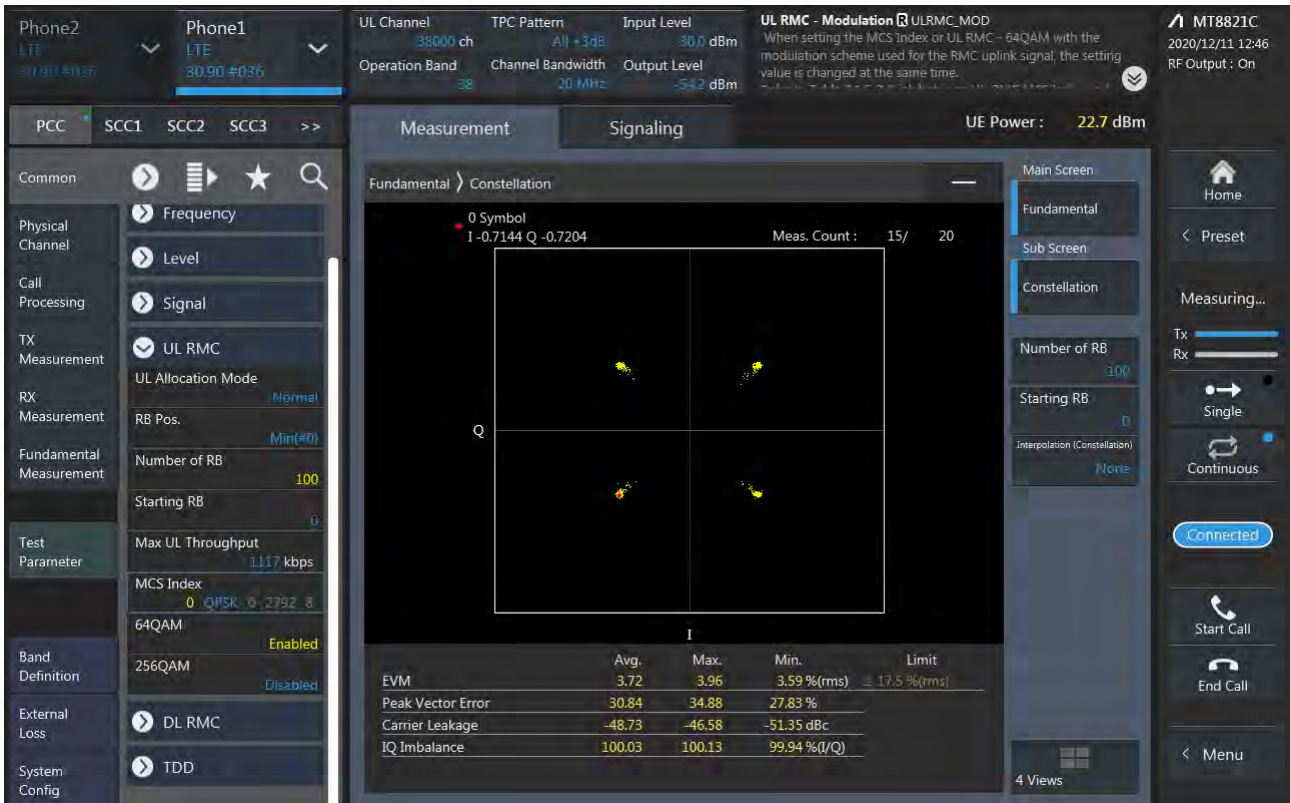 Phone2
LTE
30.90 #036
Phone1
LTE
30.90 #036
UL Channel
38000 ch
TPC Pattern
All +3dB
Input Level
30.0 dBm
Operation Band
38
Channel Bandwidth
20 MHz
Output Level
-54.2 dBm
UL RMC - Modulation R ULRMC_MOD
When setting the MCS Index or UL RMC – 64QAM with the
modulation scheme used for the RMC uplink signal, the setting
value is changed at the same time.
MT8821C
2020/12/11 12:46
RF Output : On
PCC SCC1 SCC2 SCC3 >>
Measurement
Signaling
UE Power : 22.7 dBm
Common
Physical
Channel
Call
Processing
TX
Measurement
RX
Measurement
Fundamental
Measurement
Test
Parameter
Band
Definition
External
Loss
System
Config
Frequency
Level
Signal
UL RMC
UL Allocation Mode
Normal
RB Pos.
Min(#0)
Number of RB
100
Starting RB
0
Max UL Throughput
1117 kbps
MCS Index
0 QPSK 0 2792 8
64QAM
Enabled
256QAM
Disabled
DL RMC
TDD
Fundamental 〉 Constellation
0 Symbol
I -0.7144 Q -0.7204
Meas. Count : 15/ 20
Q
I
Avg. Max. Min. Limit
EVM 3.72 3.96 3.59 %(rms) ≦ 17.5 %(rms)
Peak Vector Error 30.84 34.88 27.83 %
Carrier Leakage -48.73 -46.58 -51.35 dBc
IQ Imbalance 100.03 100.13 99.94 %(I/Q)
Main Screen
Fundamental
Sub Screen
Constellation
Number of RB
100
Starting RB
0
Interpolation (Constellation)
None
4 Views
Home
< Preset
Measuring...
Tx
Rx
Single
Continuous
Connected
Start Call
End Call
< Menu